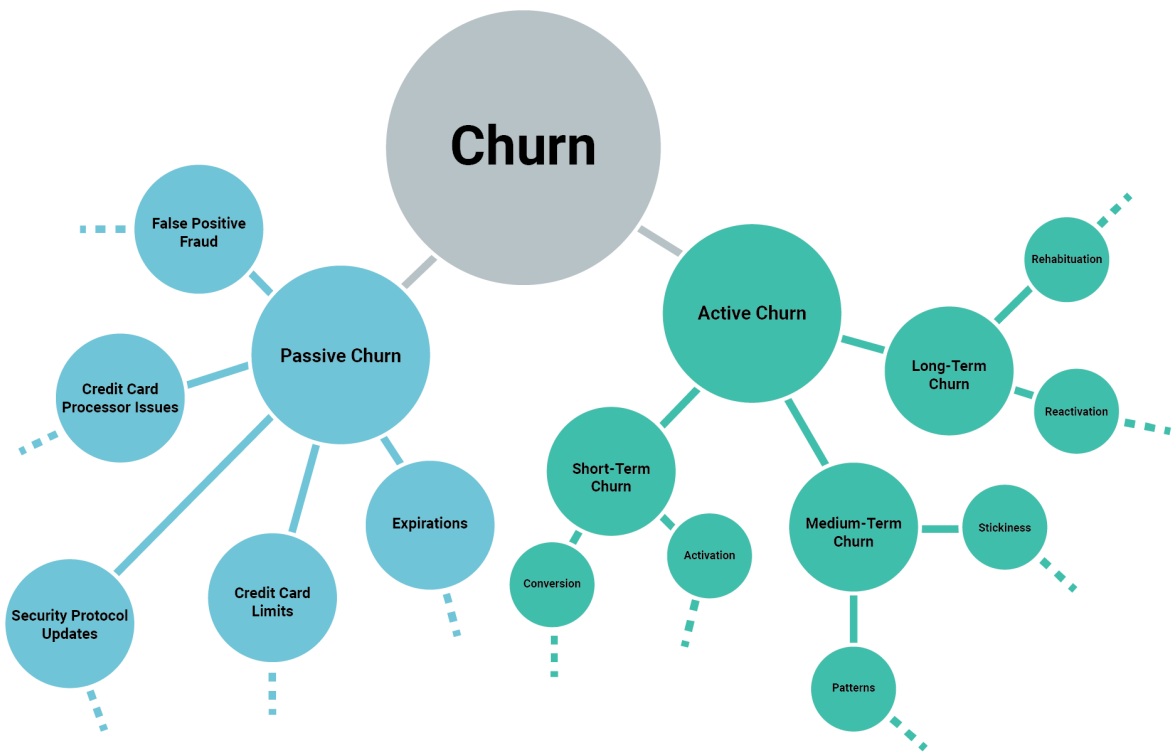 Churn
False Positive
Fraud
Passive Churn
Credit Card
Processor Issues
Security Protocol
Updates
Credit Card
Limits
Expirations
Active Churn
Short-Term
Churn
Conversion
Activation
Medium-Term
Churn
Stickiness
Patterns
Long-Term
Churn
Rehabituation
Reactivation